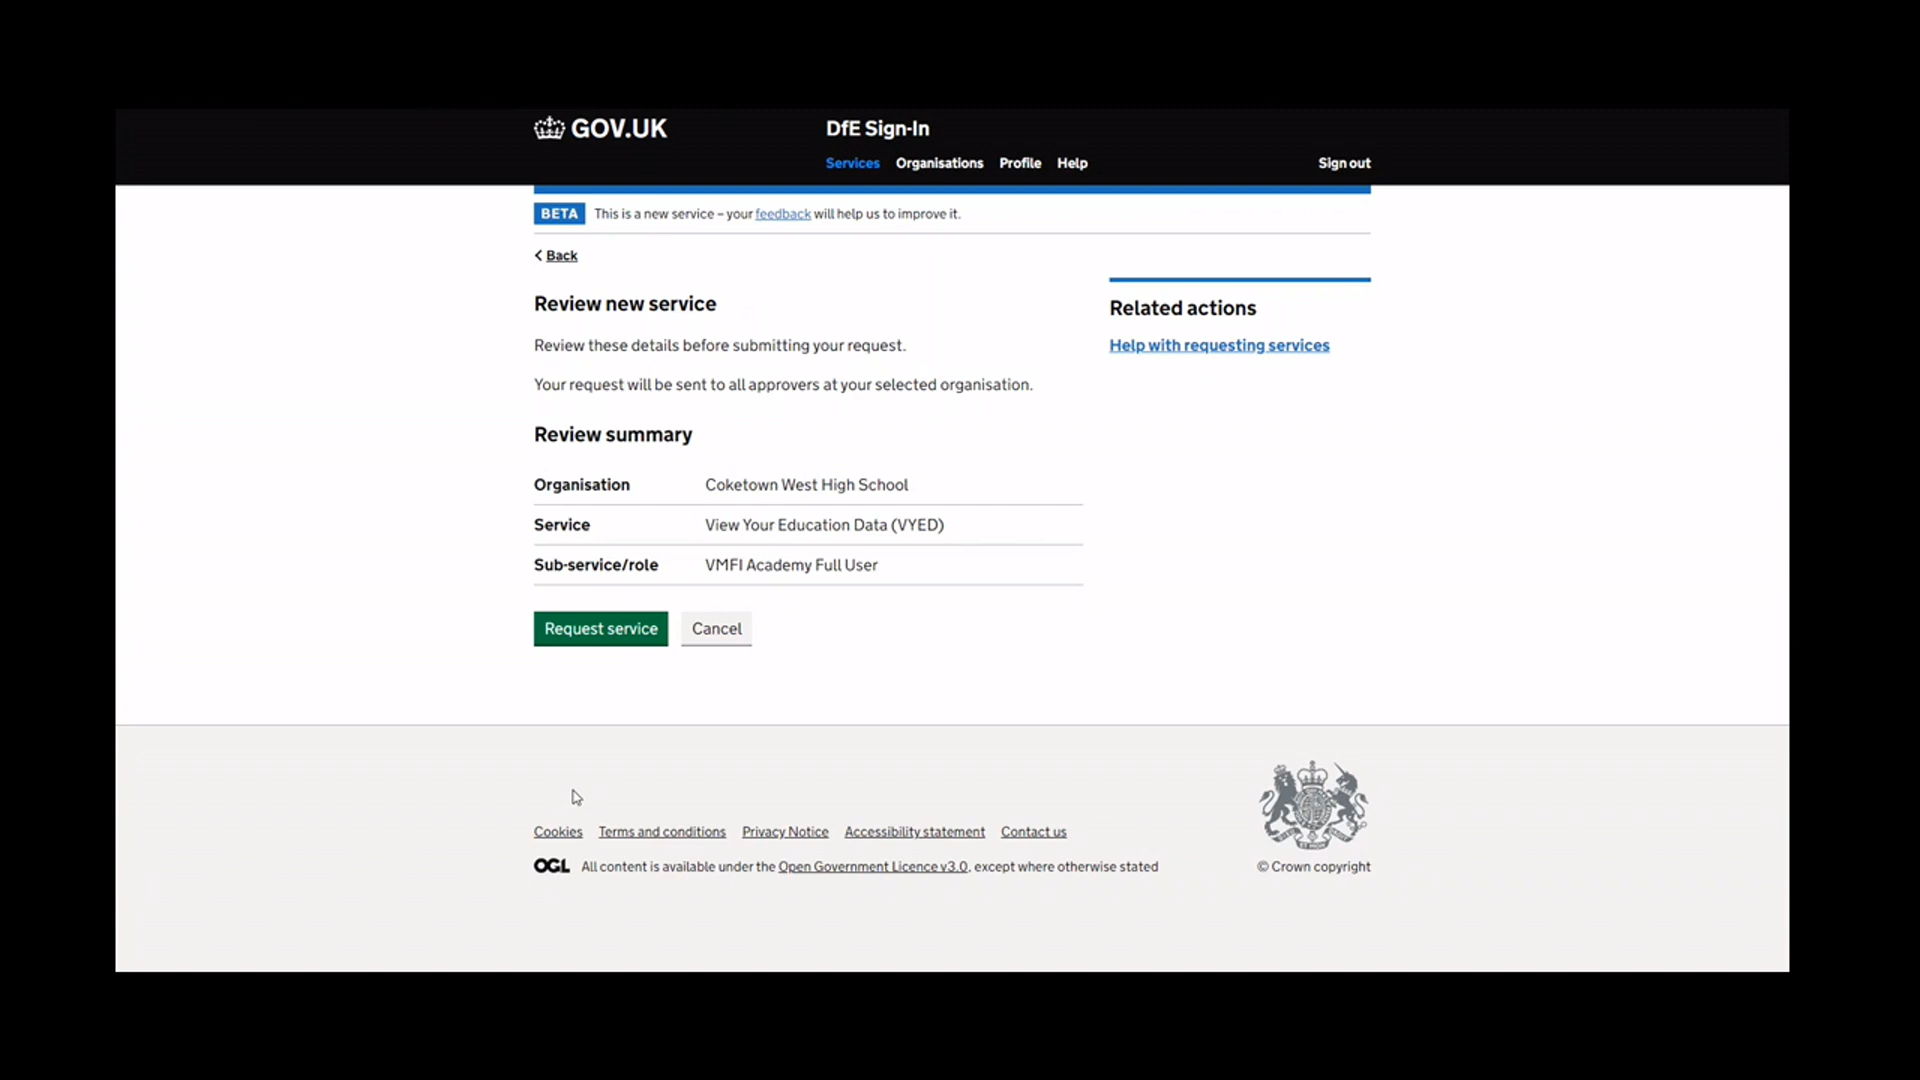 GOV.UK
DfE Sign-In
Services Organisations Profile Help Sign out
BETA This is a new service – your feedback will help us to improve it.
Back
Review new service
Review these details before submitting your request.
Your request will be sent to all approvers at your selected organisation.
Related actions
Help with requesting services
Review summary
Organisation Coketown West High School
Service View Your Education Data (VYED)
Sub-service/role VMFI Academy Full User
Request service Cancel
Cookies Terms and conditions Privacy Notice Accessibility statement Contact us
OGL All content is available under the Open Government Licence v3.0, except where otherwise stated
© Crown copyright